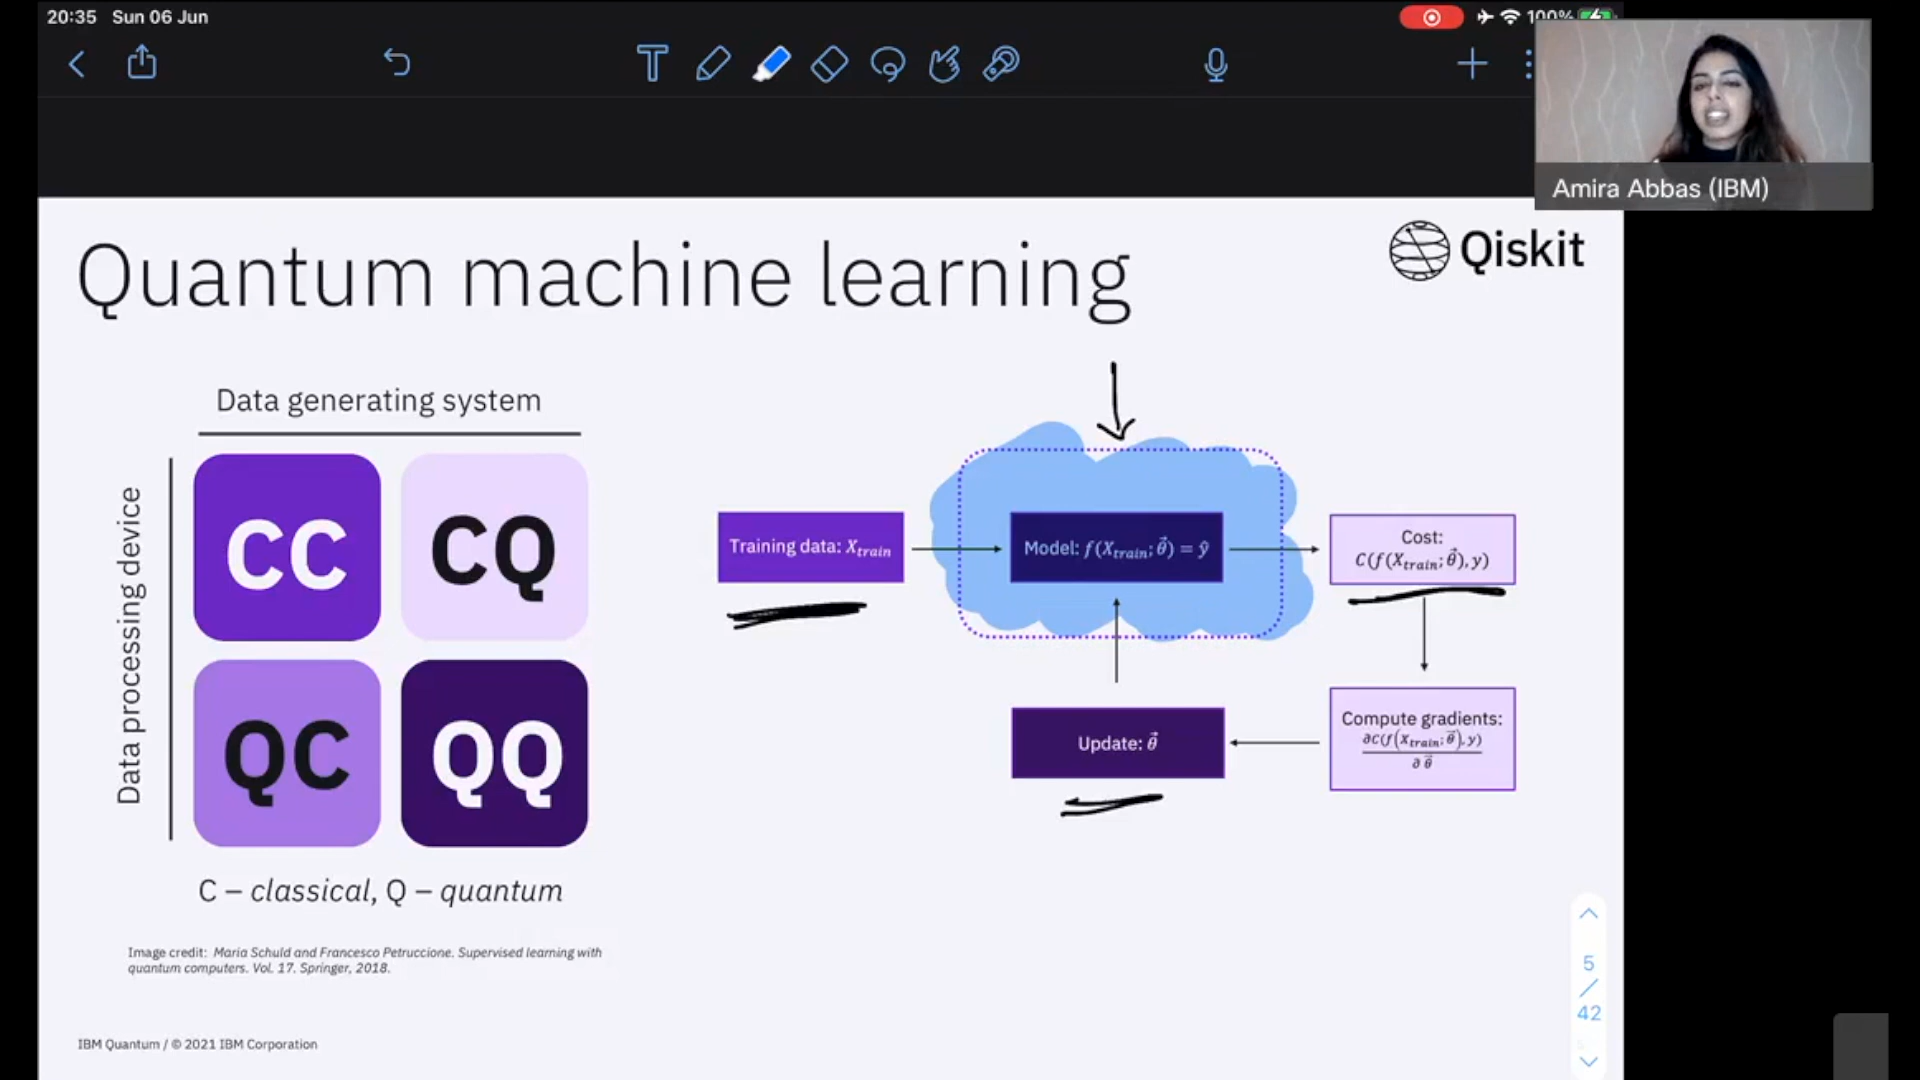 20:35 Sun 06 Jun
100%
Amira Abbas (IBM)
Quantum machine learning
Qiskit
Data generating system
Data processing device
CC
CQ
QC
QQ
C – classical, Q – quantum
Image credit: Maria Schuld and Francesco Petruccione. Supervised learning with
quantum computers. Vol. 17. Springer, 2018.
Training data: X_train
Model: f(X_train; θ⃗) = ŷ
Cost:
C(f(X_train; θ⃗), y)
Compute gradients:
∂C(f(X_train; θ⃗), y)
∂ θ⃗
Update: θ⃗
5
/
42
IBM Quantum / © 2021 IBM Corporation